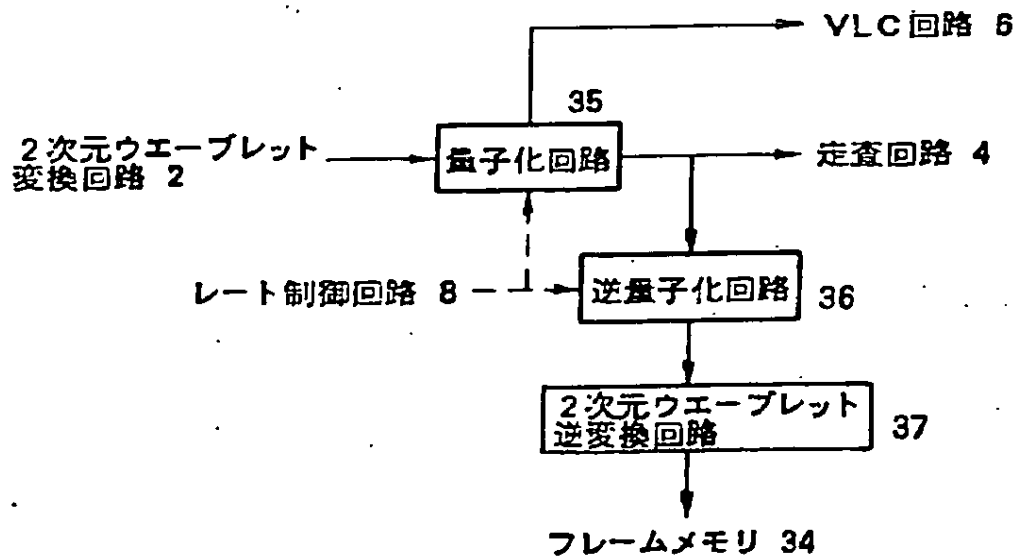 VLC回路 6
35
2次元ウエーブレット
変換回路 2
量子化回路
走査回路 4
レート制御回路 8
逆量子化回路
36
2次元ウエーブレット
逆変換回路
37
フレームメモリ 34